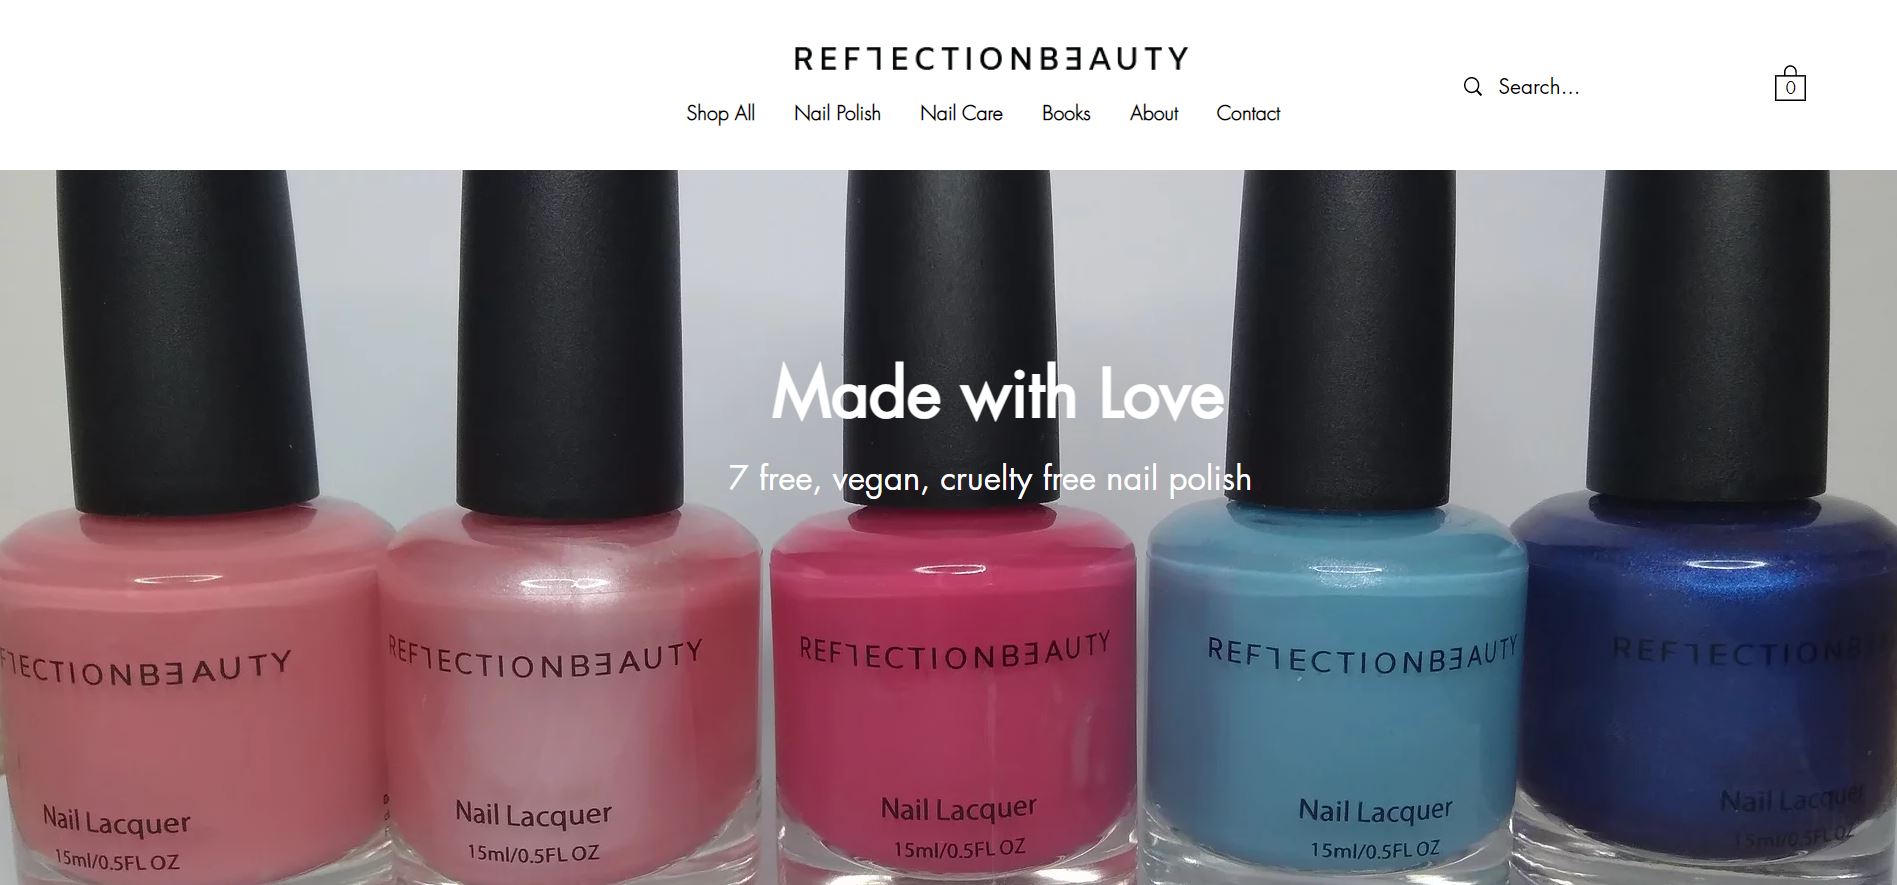 REFLECTIONBEAUTY
Shop All Nail Polish Nail Care Books About Contact
Search...
0
Made with Love
7 free, vegan, cruelty free nail polish
FLECTIONBEAUTY
REFLECTIONBEAUTY
REFLECTIONBEAUTY
REFLECTIONBEAUTY
REFLECTIONBEA
Nail Lacquer
Nail Lacquer
Nail Lacquer
Nail Lacquer
Nail Lacquer
15ml/0.5FL OZ
15ml/0.5FL OZ
15ml/0.5FL OZ
15ml/0.5FL OZ
15ml/0.5FL OZ